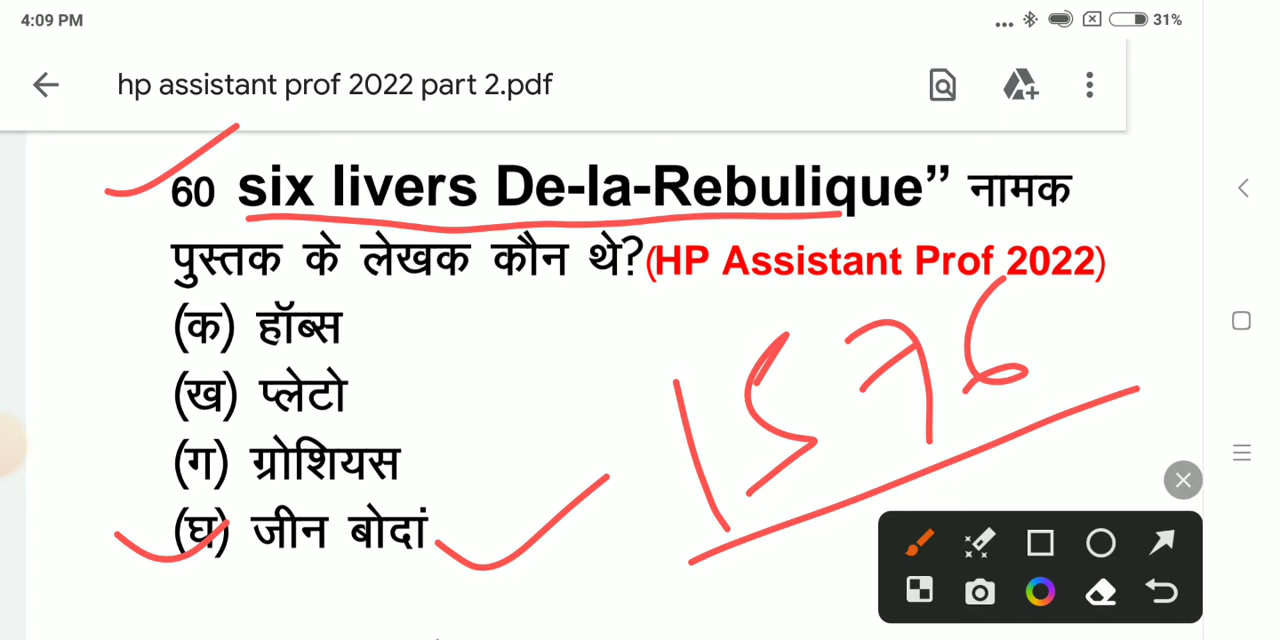 4:09 PM
31%
hp assistant prof 2022 part 2.pdf
60 six livers De-la-Rebulique” नामक
पुस्तक के लेखक कौन थे?(HP Assistant Prof 2022)
(क) हॉब्स
(ख) प्लेटो
(ग) ग्रोशियस
(घ) जीन बोदां
1576